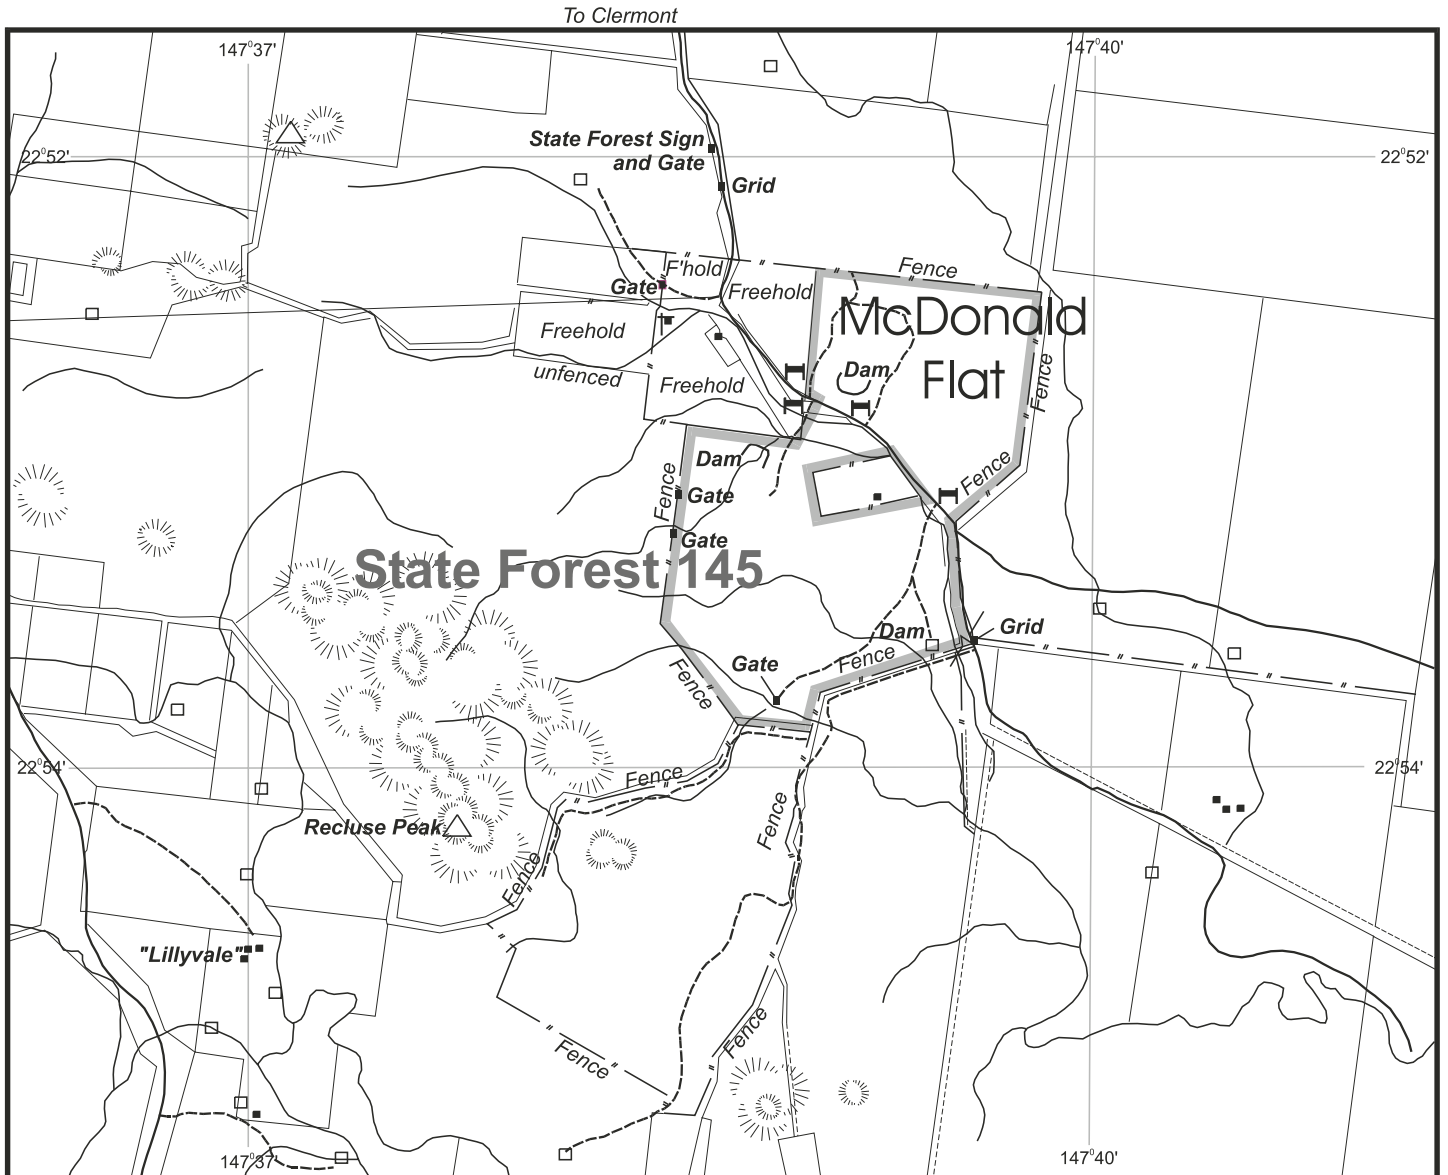 To Clermont
147°37'
147°40'
State Forest Sign
and Gate
22°52'
22°52'
Grid
F'hold
Fence
Gate
Freehold
McDonald
Freehold
unfenced
Freehold
Dam
Flat
Fence
Dam
Fence
Fence
Gate
Gate
State Forest 145
Dam
Grid
Fence
Gate
Fence
22°54'
22°54'
Fence
Recluse Peak
Fence
Fence
"Lillyvale"
Fence
Fence
147°37'
147°40'